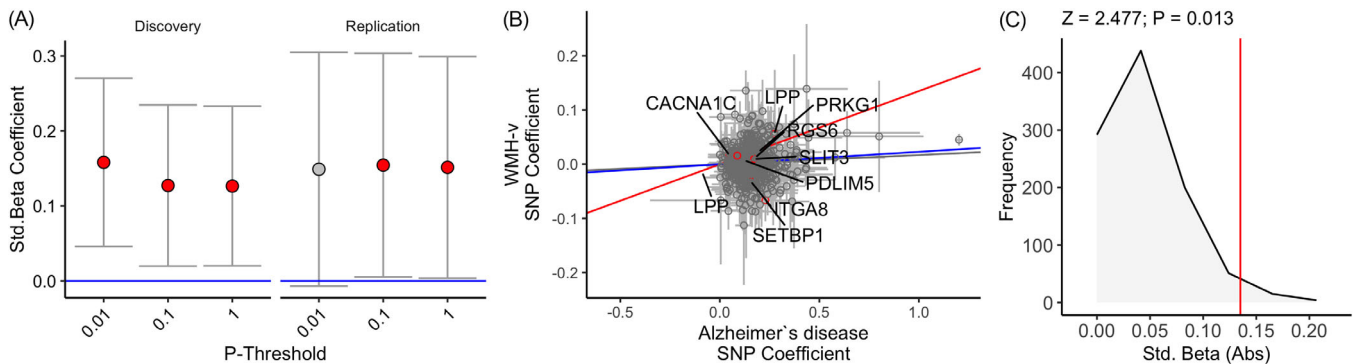 (A)
Discovery
Replication
Std.Beta Coefficient
0.3
0.2
0.1
0.0
0.01
0.1
1
0.01
0.1
1
P-Threshold
(B)
WMH-v
SNP Coefficient
0.2
0.1
0.0
-0.1
-0.2
CACNA1C
LPP
PRKG1
RGS6
SLIT3
PDLIM5
LPP
ITGA8
SETBP1
-0.5
0.0
0.5
1.0
Alzheimer`s disease
SNP Coefficient
(C)
Z = 2.477; P = 0.013
Frequency
400
300
200
100
0
0.00
0.05
0.10
0.15
0.20
Std. Beta (Abs)